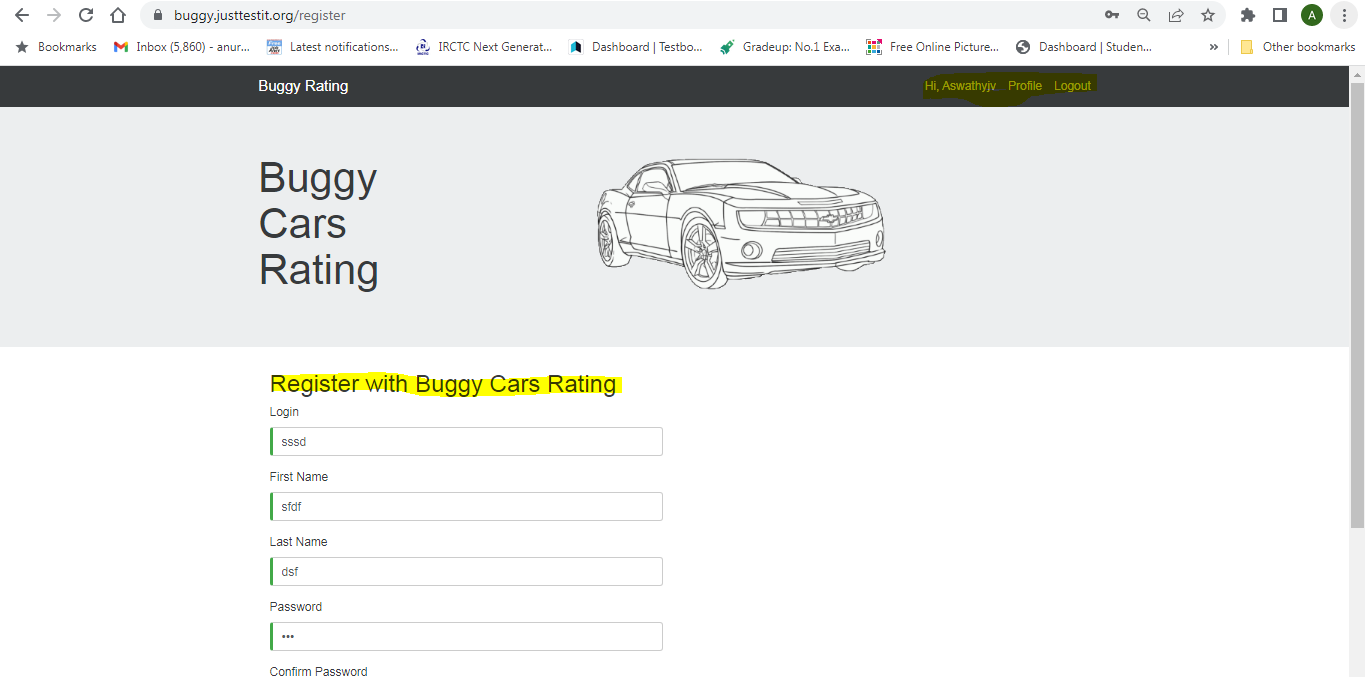 buggy.justtestit.org/register
A
Bookmarks Inbox (5,860) - anur... Latest notifications... IRCTC Next Generat... Dashboard | Testbo... Gradeup: No.1 Exa... Free Online Picture... Dashboard | Studen... » Other bookmarks
Buggy Rating Hi, Aswathyjv Profile Logout
Buggy
Cars
Rating
Register with Buggy Cars Rating
Login
sssd
First Name
sfdf
Last Name
dsf
Password
•••
Confirm Password